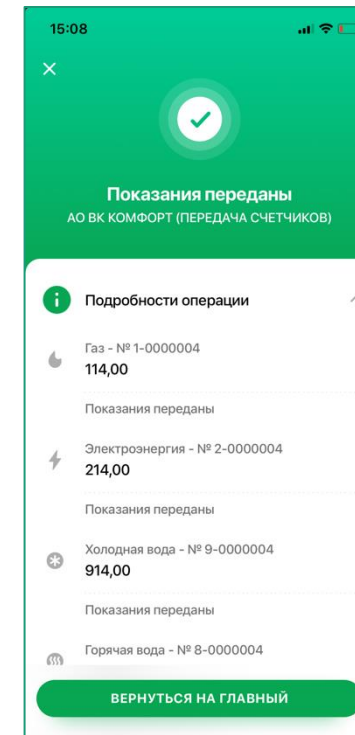 15:08
Показания переданы
АО ВК КОМФОРТ (ПЕРЕДАЧА СЧЕТЧИКОВ)
Подробности операции
Газ - № 1-0000004
114,00
Показания переданы
Электроэнергия - № 2-0000004
214,00
Показания переданы
Холодная вода - № 9-0000004
914,00
Показания переданы
Горячая вода - № 8-0000004
ВЕРНУТЬСЯ НА ГЛАВНЫЙ